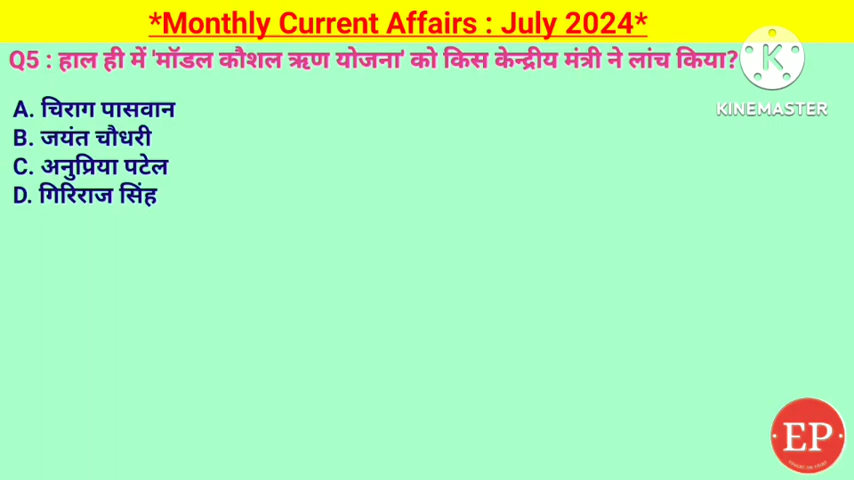 *Monthly Current Affairs : July 2024*
Q5 : हाल ही में 'मॉडल कौशल ऋण योजना' को किस केन्द्रीय मंत्री ने लांच किया?
K
KINEMASTER
A. चिराग पासवान
B. जयंत चौधरी
C. अनुप्रिया पटेल
D. गिरिराज सिंह
EP